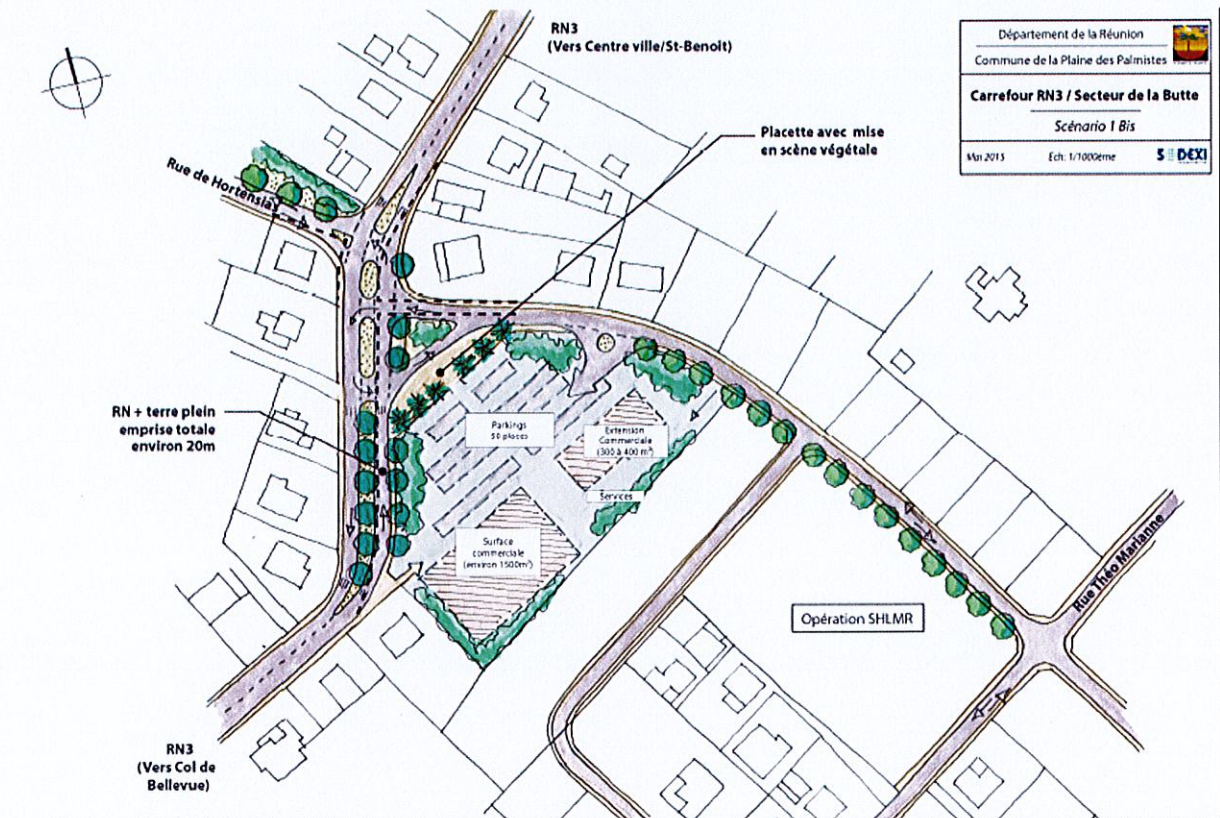 RN3
(Vers Centre ville/St-Benoit)
Département de la Réunion
Commune de la Plaine des Palmistes
Carrefour RN3 / Secteur de la Butte
Scénario 1 Bis
Mai 2015 Ech: 1/1000ème S DEXI
Placette avec mise
en scène végétale
Rue de Hortensia
RN + terre plein
emprise totale
environ 20m
Parkings
50 places
Extension
Commerciale
(300 à 400 m²)
Services
Surface
commerciale
(environ 1500m²)
Rue Théo Marianne
Opération SHLMR
RN3
(Vers Col de
Bellevue)